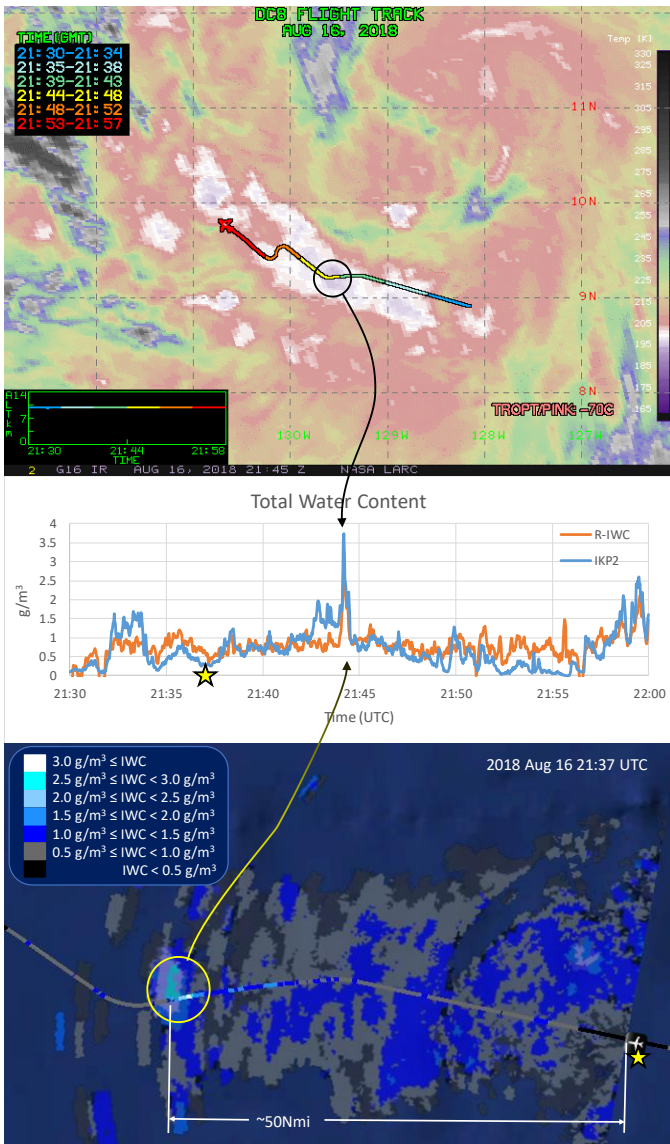 DC8 FLIGHT TRACK
AUG 16, 2018
TIME(GMT)
21:30-21:34
21:35-21:38
21:39-21:43
21:44-21:48
21:48-21:52
21:53-21:57
Temp [K]
330
325
315
305
295
285
275
265
255
245
235
225
215
205
195
185
175
165
11N
10N
9N
8N
130W
129W
128W
127W
TROPT/PINK: -70C
A14
L
T 7
km
0
21:30
21:44
21:58
TIME
2 G16 IR AUG 16, 2018 21:45 Z NASA LARC
Total Water Content
R-IWC
IKP2
g/m³
4
3.5
3
2.5
2
1.5
1
0.5
0
21:30
21:35
21:40
21:45
21:50
21:55
22:00
Time (UTC)
3.0 g/m³ ≤ IWC
2.5 g/m³ ≤ IWC < 3.0 g/m³
2.0 g/m³ ≤ IWC < 2.5 g/m³
1.5 g/m³ ≤ IWC < 2.0 g/m³
1.0 g/m³ ≤ IWC < 1.5 g/m³
0.5 g/m³ ≤ IWC < 1.0 g/m³
IWC < 0.5 g/m³
2018 Aug 16 21:37 UTC
~50Nmi